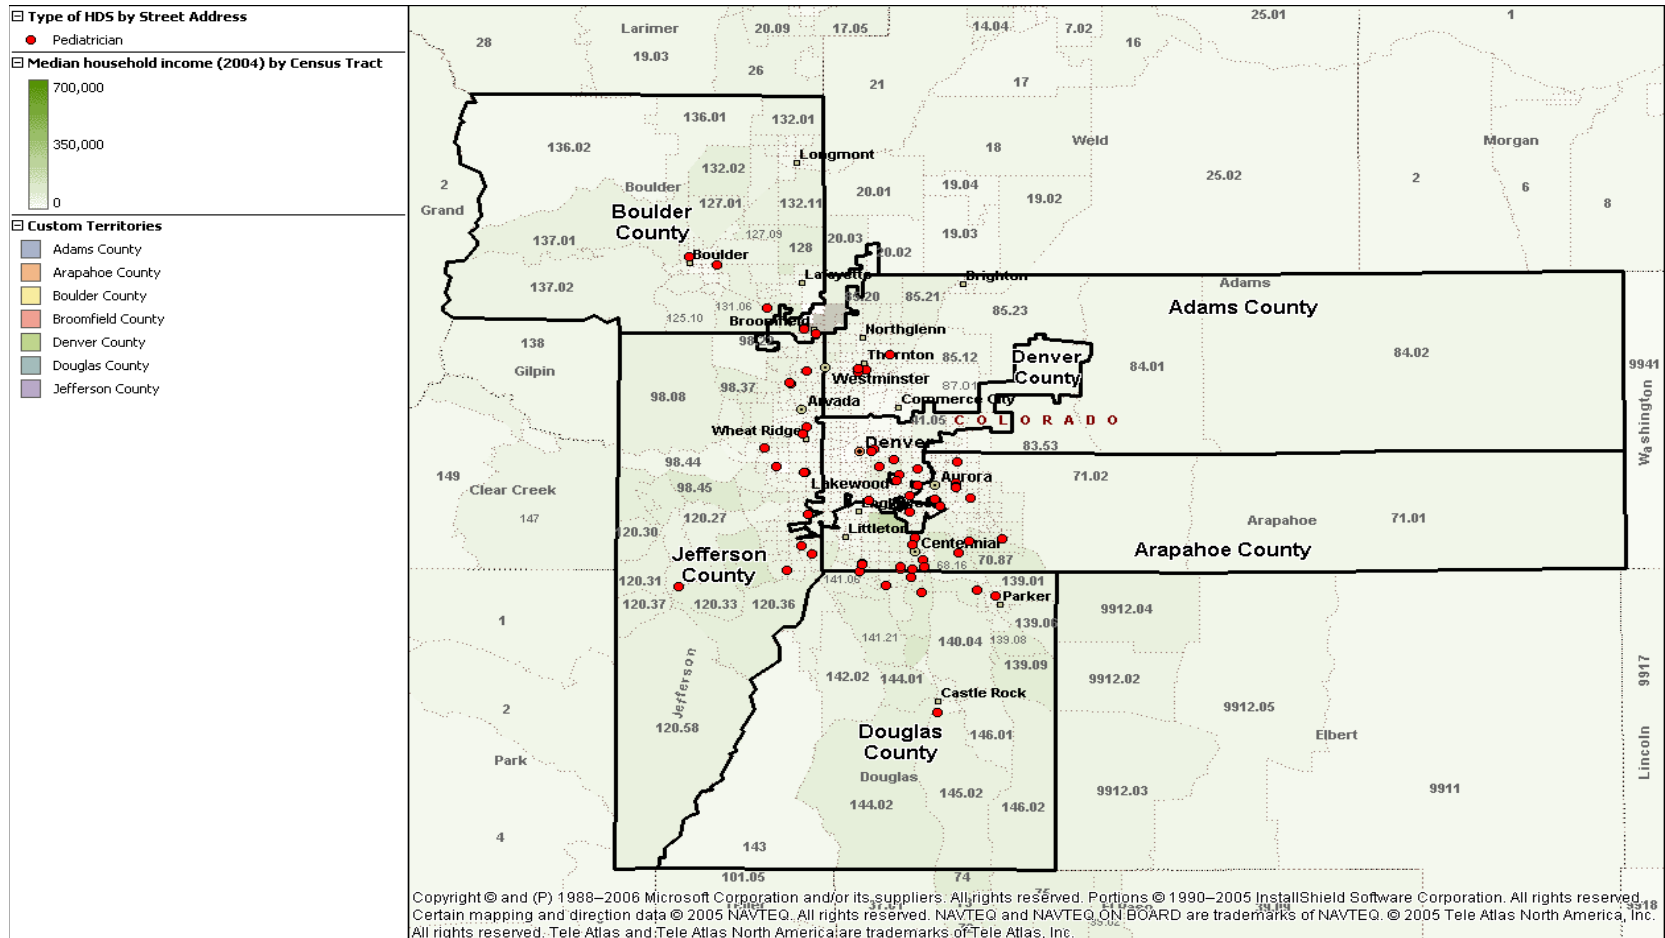 Type of HDS by Street Address
Pediatrician
Median household income (2004) by Census Tract
700,000
350,000
0
Custom Territories
Adams County
Arapahoe County
Boulder County
Broomfield County
Denver County
Douglas County
Jefferson County
25.01
1
Larimer
20.09
17.05
14.04
7.02
16
28
19.03
26
21
17
136.01
132.01
136.02
Longmont
18
Weld
Morgan
132.02
25.02
2
6
2
Boulder
20.01
19.04
19.02
8
Grand
Boulder
County
127.01
132.11
127.09
20.03
19.03
137.01
128
20.02
Boulder
Lafayette
Brighton
Adams
137.02
85.20
85.21
Adams County
131.06
85.23
125.10
Broomfield
Northglenn
138
98.29
Thornton
85.12
Denver
County
84.02
Gilpin
84.01
9941
98.37
Westminster
87.01
98.08
Arvada
Commerce City
Washington
41.05
COLORADO
Wheat Ridge
Denver
83.53
98.44
149
71.02
Clear Creek
98.45
Lakewood
Aurora
147
120.27
Englewood
Arapahoe
71.01
120.30
Littleton
Jefferson
County
Centennial
Arapahoe County
68.16
70.87
120.31
141.06
139.01
120.37
120.33
120.36
Parker
9912.04
1
139.06
141.21
140.04
139.08
139.09
Jefferson
142.02
144.01
9912.02
9917
Castle Rock
2
9912.05
120.58
Douglas
County
146.01
Elbert
Lincoln
Park
Douglas
145.02
9912.03
9911
144.02
146.02
4
143
101.05
74
75
Copyright © and (P) 1988–2006 Microsoft Corporation and/or its suppliers. All rights reserved. Portions © 1990–2005 InstallShield Software Corporation. All rights reserved.
Certain mapping and direction data © 2005 NAVTEQ. All rights reserved. NAVTEQ and NAVTEQ ON BOARD are trademarks of NAVTEQ. © 2005 Tele Atlas North America, Inc.
All rights reserved. Tele Atlas and Tele Atlas North America are trademarks of Tele Atlas, Inc.
9918